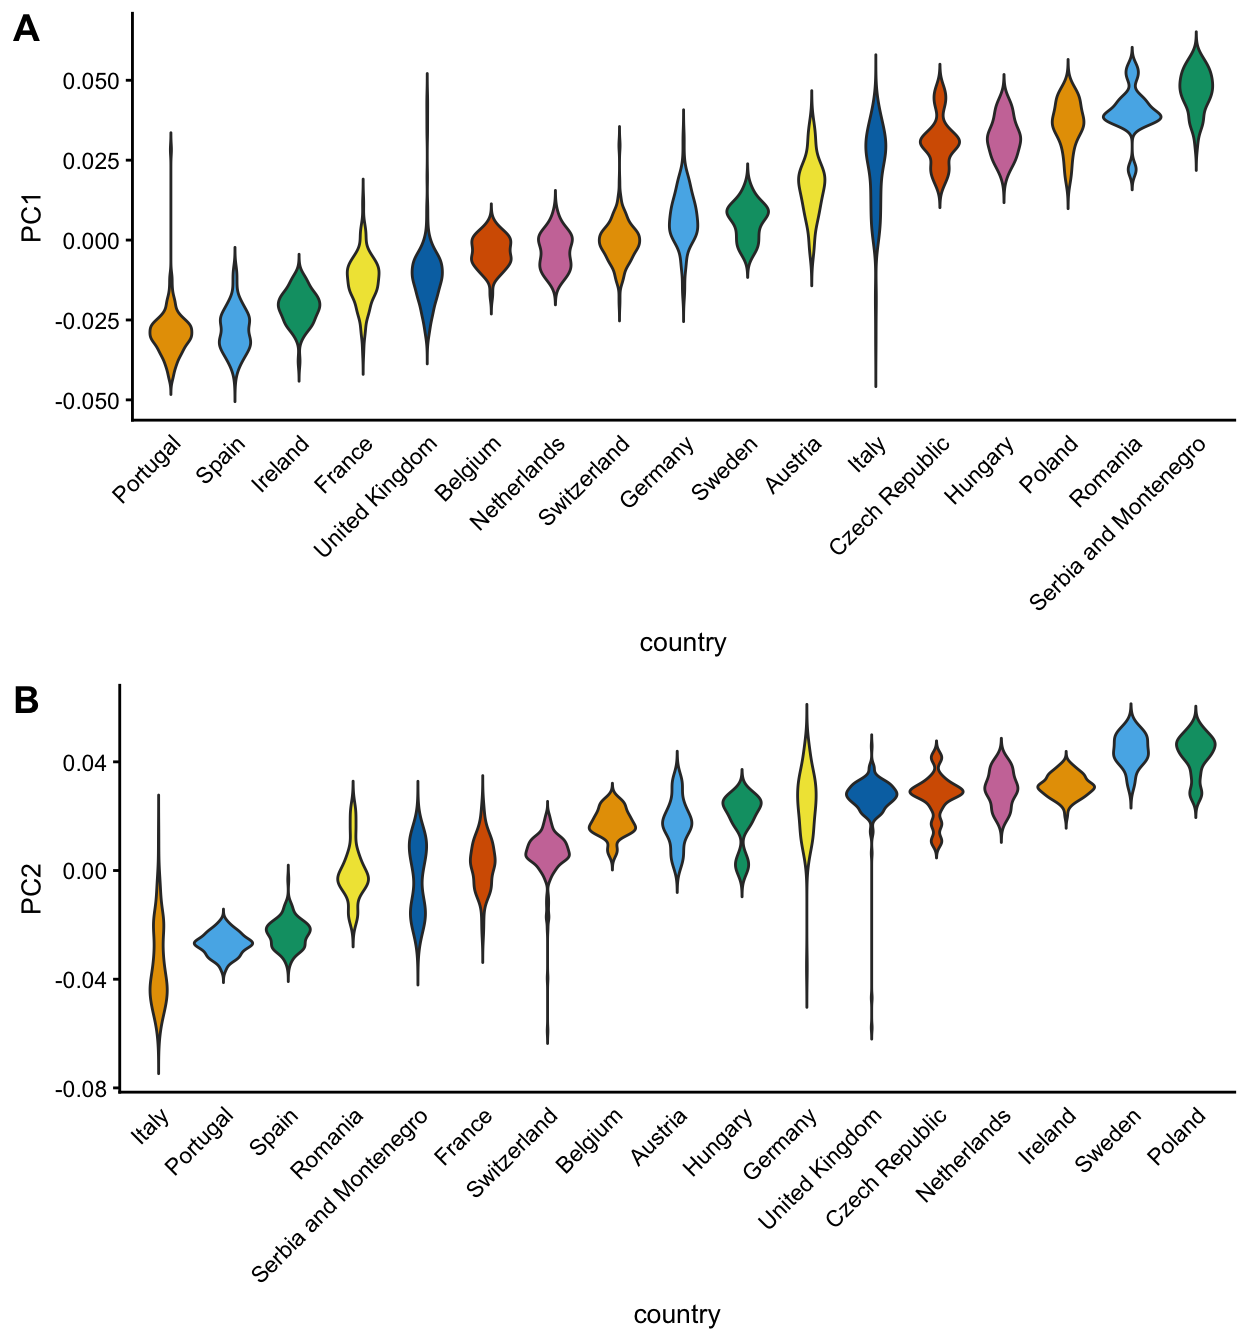 A
PC1
0.050
0.025
0.000
-0.025
-0.050
Portugal
Spain
Ireland
France
United Kingdom
Belgium
Netherlands
Switzerland
Germany
Sweden
Austria
Italy
Czech Republic
Hungary
Poland
Romania
Serbia and Montenegro
country
B
PC2
0.04
0.00
-0.04
-0.08
Italy
Portugal
Spain
Romania
Serbia and Montenegro
France
Switzerland
Belgium
Austria
Hungary
Germany
United Kingdom
Czech Republic
Netherlands
Ireland
Sweden
Poland
country